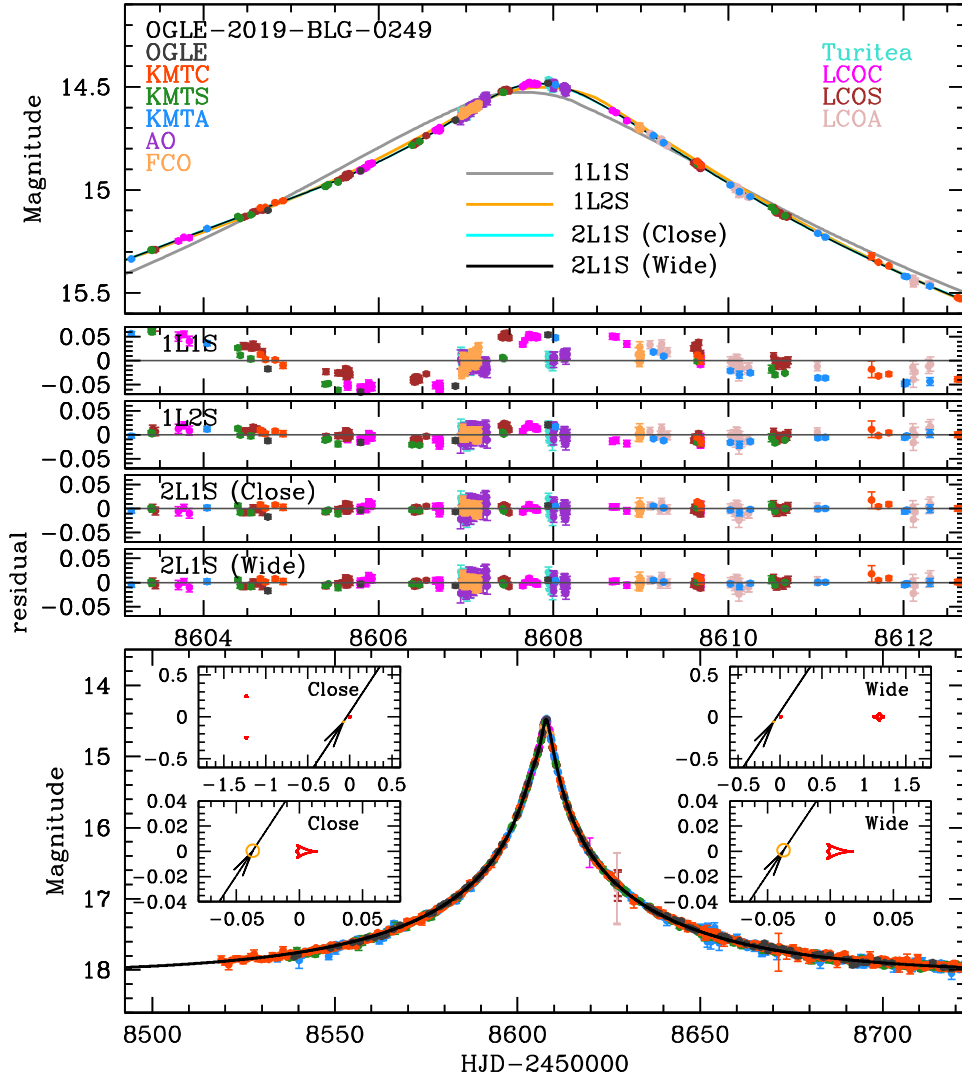 OGLE-2019-BLG-0249
OGLE
KMTC
KMTS
KMTA
AO
FCO
Turitea
LCOC
LCOS
LCOA
1L1S
1L2S
2L1S (Close)
2L1S (Wide)
Magnitude
14.5
15
15.5
1L1S
0.05
0
-0.05
1L2S
0.05
0
-0.05
2L1S (Close)
0.05
0
-0.05
2L1S (Wide)
0.05
0
-0.05
residual
8604
8606
8608
8610
8612
Magnitude
14
15
16
17
18
Close
0.5
0
-0.5
-1.5
-1
-0.5
0
0.5
Wide
0.5
0
-0.5
-0.5
0
0.5
1
1.5
Close
0.04
0.02
0
-0.02
-0.04
-0.05
0
0.05
Wide
0.04
0.02
0
-0.02
-0.04
-0.05
0
0.05
8500
8550
8600
8650
8700
HJD-2450000